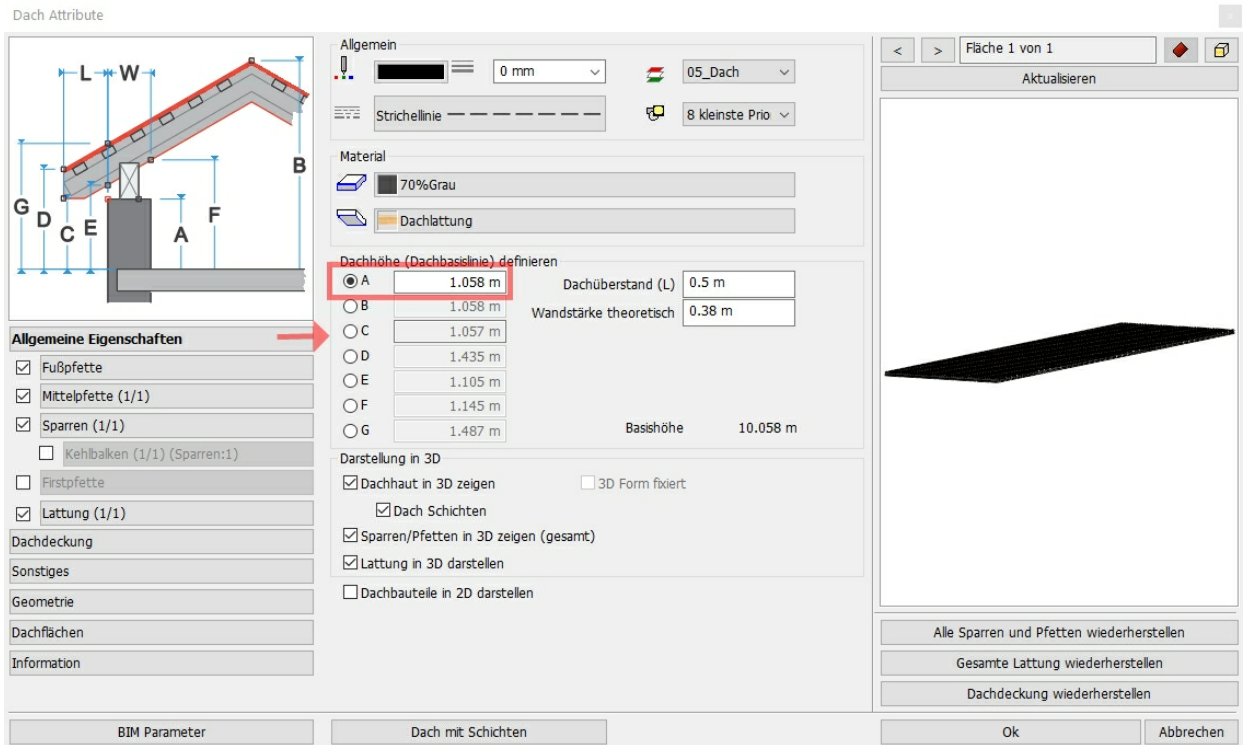 Dach Attribute
x
L W
B
G D C E F
A
Allgemeine Eigenschaften
Fußpfette
Mittelpfette (1/1)
Sparren (1/1)
Kehlbalken (1/1) (Sparren:1)
Firstpfette
Lattung (1/1)
Dachdeckung
Sonstiges
Geometrie
Dachflächen
Information
BIM Parameter
Allgemein
0 mm
05_Dach
Strichellinie
8 kleinste Prio
Material
70%Grau
Dachlattung
Dachhöhe (Dachbasislinie) definieren
A 1.058 m
B 1.058 m
C 1.057 m
D 1.435 m
E 1.105 m
F 1.145 m
G 1.487 m
Dachüberstand (L) 0.5 m
Wandstärke theoretisch 0.38 m
Basishöhe 10.058 m
Darstellung in 3D
Dachhaut in 3D zeigen
3D Form fixiert
Dach Schichten
Sparren/Pfetten in 3D zeigen (gesamt)
Lattung in 3D darstellen
Dachbauteile in 2D darstellen
Dach mit Schichten
< > Fläche 1 von 1
Aktualisieren
Alle Sparren und Pfetten wiederherstellen
Gesamte Lattung wiederherstellen
Dachdeckung wiederherstellen
Ok
Abbrechen